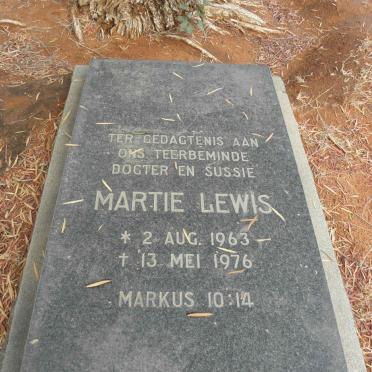 TER GEDAGTENIS AAN
ONS TEERBEMINDE
DOGTER EN SUSSIE
MARTIE LEWIS
* 2 AUG. 1963
† 13 MEI 1976
MARKUS 10:14